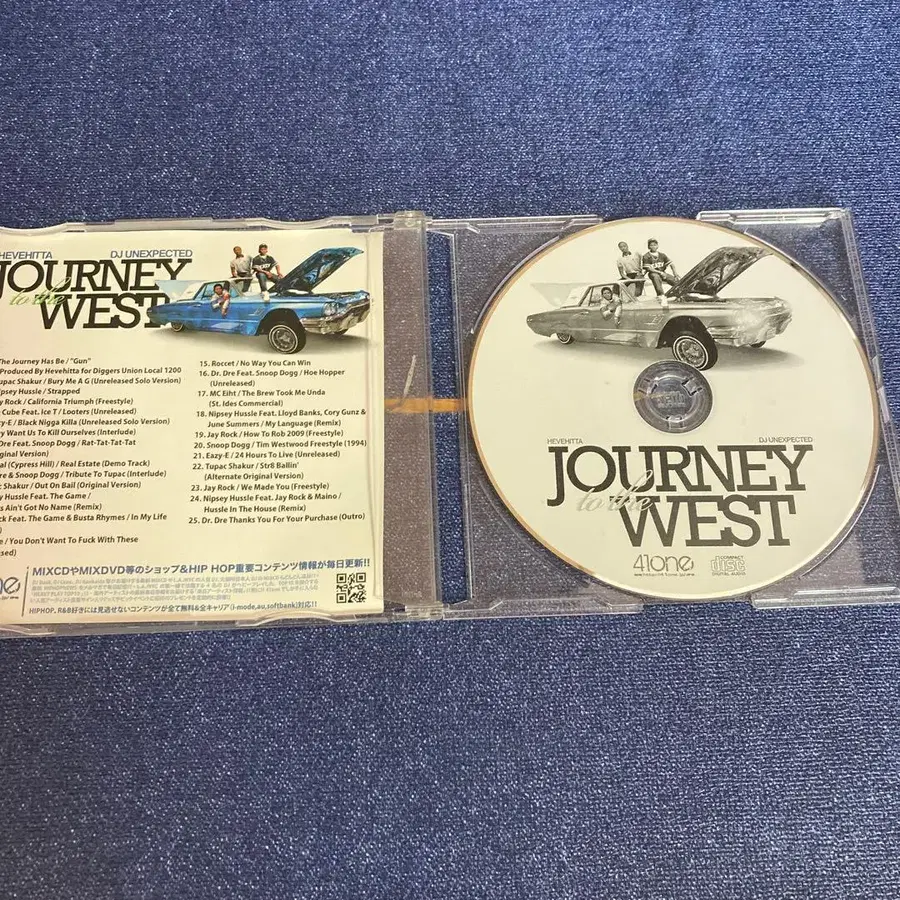 HEVEHITTA
DJ UNEXPECTED
JOURNEY
to the
WEST
The Journey Has Be / "Gun"
Produced By Hevehitta for Diggers Union Local 1200
upac Shakur / Bury Me A G (Unreleased Solo Version)
ipsey Hussle / Strapped
ay Rock / California Triumph (Freestyle)
Cube Feat. Ice T / Looters (Unreleased)
zy-E / Black Nigga Killa (Unreleased Solo Version)
y Want Us To Kill Ourselves (Interlude)
Dre Feat. Snoop Dogg / Rat-Tat-Tat-Tat
ginal Version)
al (Cypress Hill) / Real Estate (Demo Track)
re & Snoop Dogg / Tribute To Tupac (Interlude)
c Shakur / Out On Bail (Original Version)
y Hussle Feat. The Game /
s Ain't Got No Name (Remix)
ck Feat. The Game & Busta Rhymes / In My Life
e / You Don't Want To Fuck With These
sed)
15. Roccet / No Way You Can Win
16. Dr. Dre Feat. Snoop Dogg / Hoe Hopper
(Unreleased)
17. MC Eiht / The Brew Took Me Unda
(St. Ides Commercial)
18. Nipsey Hussle Feat. Lloyd Banks, Cory Gunz &
June Summers / My Language (Remix)
19. Jay Rock / How To Rob 2009 (Freestyle)
20. Snoop Dogg / Tim Westwood Freestyle (1994)
21. Eazy-E / 24 Hours To Live (Unreleased)
22. Tupac Shakur / Str8 Ballin'
(Alternate Original Version)
23. Jay Rock / We Made You (Freestyle)
24. Nipsey Hussle Feat. Jay Rock & Maino /
Hussle In The House (Remix)
25. Dr. Dre Thanks You For Your Purchase (Outro)
MIXCDやMIXDVD等のショップ&HIP HOP重要コンテンツ情報が毎日更新!!
HIPHOP, R&B好きには見逃せないコンテンツが全て無料&全キャリア(i-mode,au,softbank)対応!!
HEVEHITTA
DJ UNEXPECTED
JOURNEY
to the
WEST
41one
COMPACT
disc
DIGITAL AUDIO